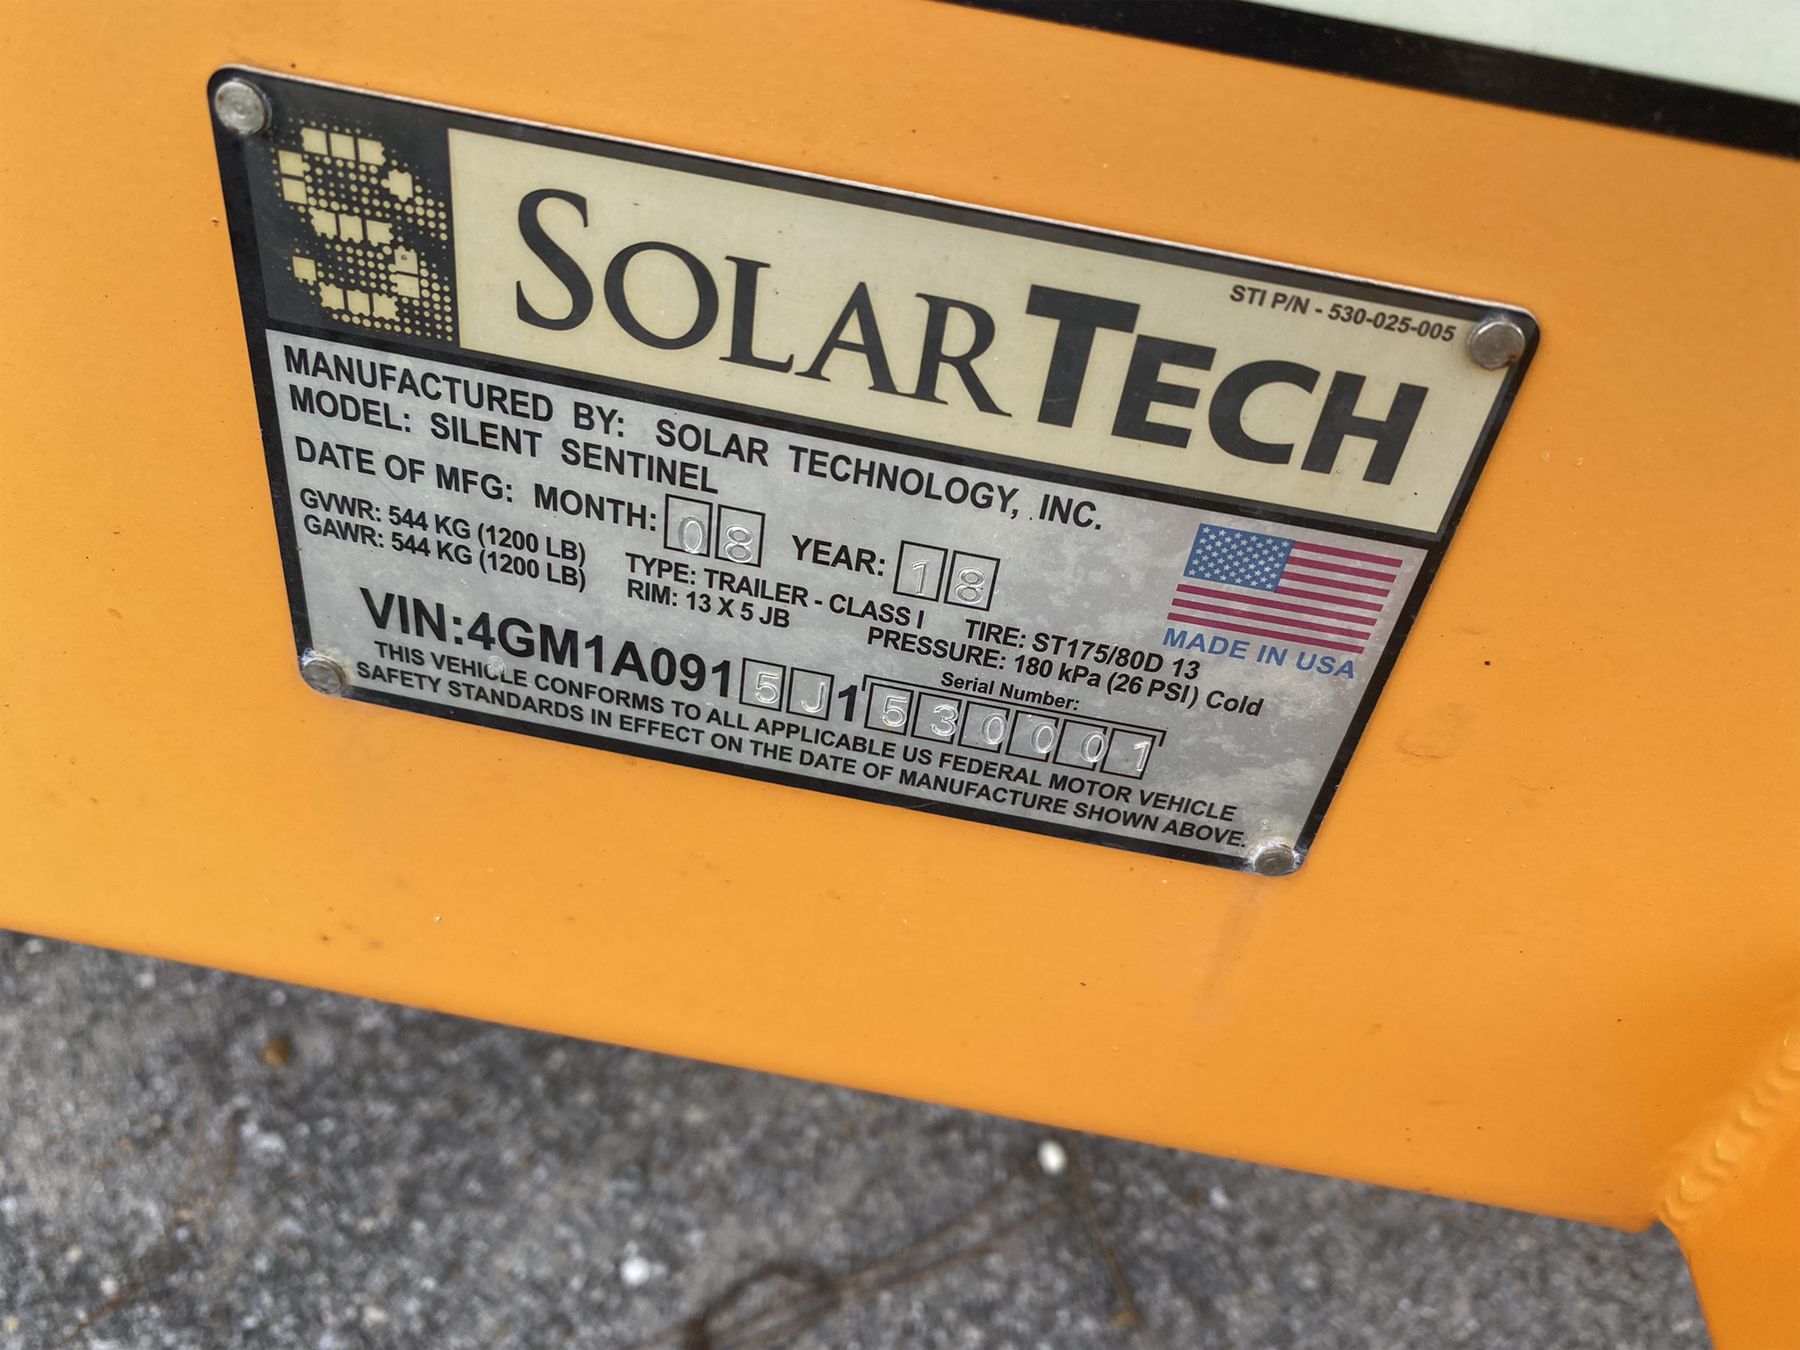 SOLARTECH
STI P/N - 530-025-005
MANUFACTURED BY: SOLAR TECHNOLOGY, INC.
MODEL: SILENT SENTINEL
DATE OF MFG: MONTH: 08 YEAR: 18
GVWR: 544 KG (1200 LB) TYPE: TRAILER - CLASS I TIRE: ST175/80D 13
GAWR: 544 KG (1200 LB) RIM: 13 X 5 JB PRESSURE: 180 kPa (26 PSI) Cold
MADE IN USA
Serial Number:
VIN:4GM1A0915J1530001
THIS VEHICLE CONFORMS TO ALL APPLICABLE US FEDERAL MOTOR VEHICLE
SAFETY STANDARDS IN EFFECT ON THE DATE OF MANUFACTURE SHOWN ABOVE.